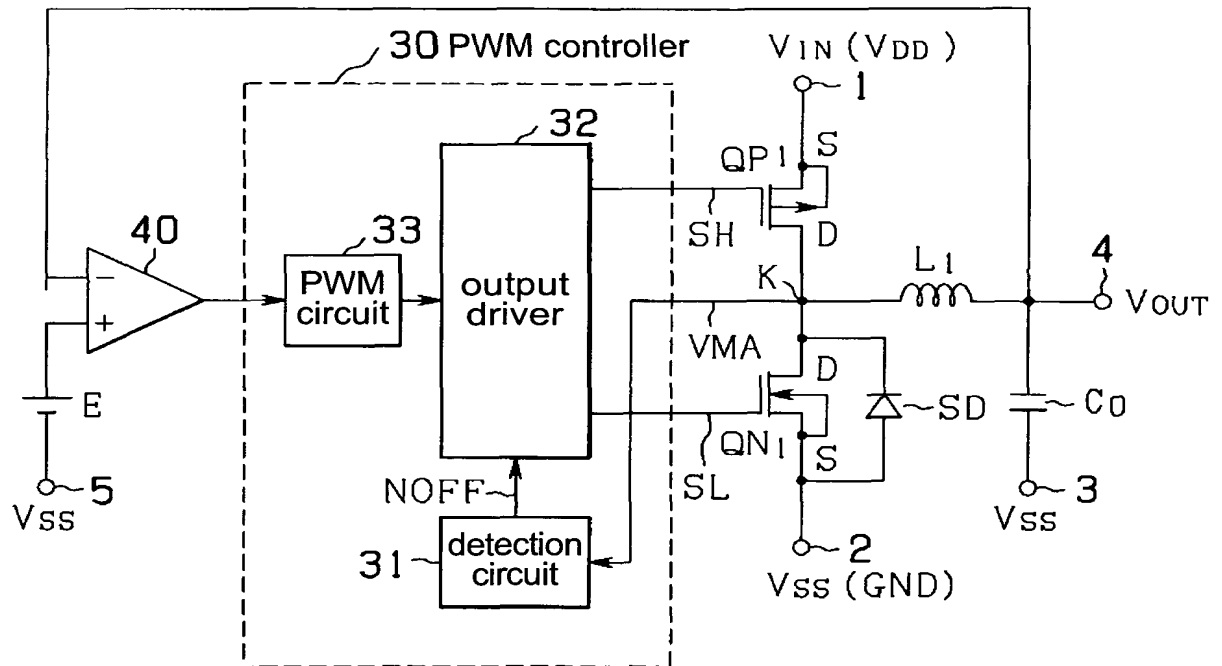 30 PWM controller
VIN (VDD)
1
32
S
QP1
40
33
SH
D
L1
4
PWM
circuit
output
driver
K
VOUT
−
+
VMA
D
E
SD
C0
QN1
S
5
NOFF
SL
3
VSS
31
detection
circuit
2
VSS
VSS (GND)